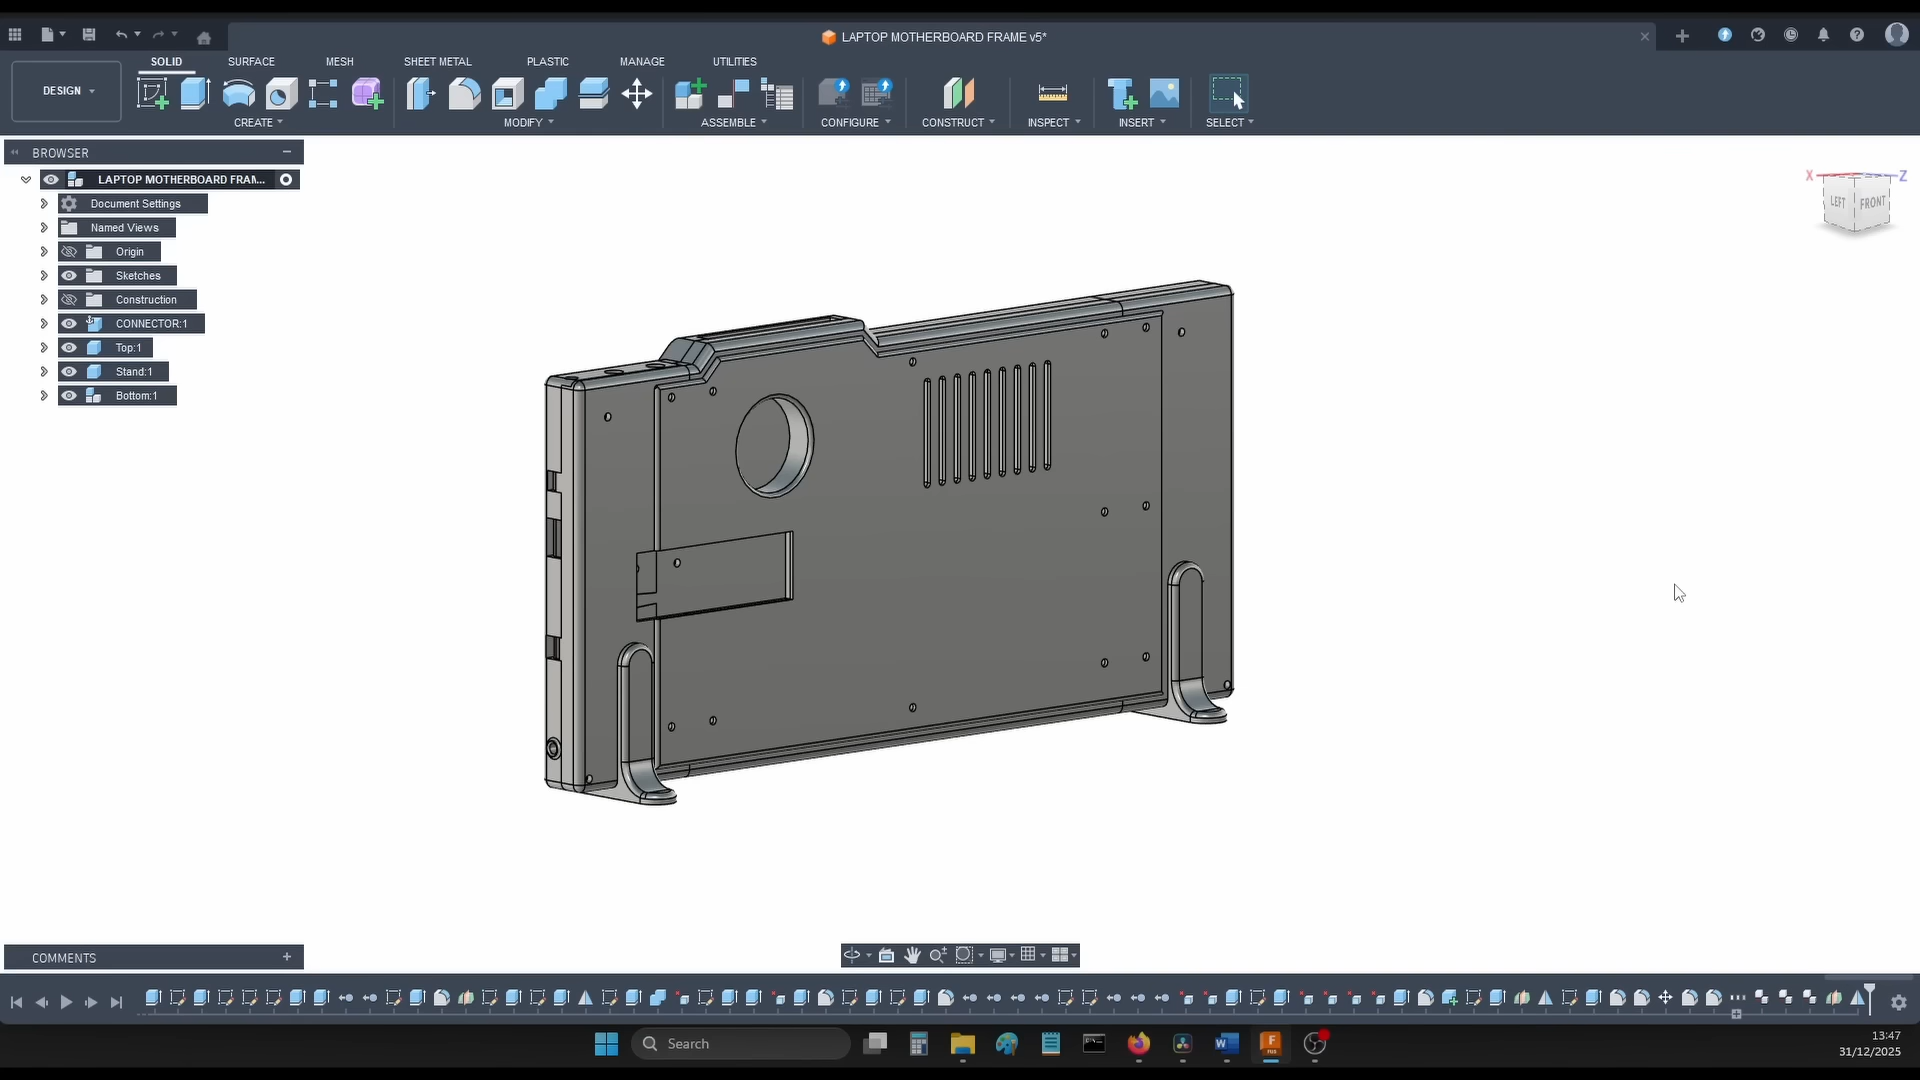 LAPTOP MOTHERBOARD FRAME v5*
SOLID SURFACE MESH SHEET METAL PLASTIC MANAGE UTILITIES
DESIGN
CREATE MODIFY ASSEMBLE CONFIGURE CONSTRUCT INSPECT INSERT SELECT
BROWSER
LAPTOP MOTHERBOARD FRAM...
Document Settings
Named Views
Origin
Sketches
Construction
CONNECTOR:1
Top:1
Stand:1
Bottom:1
X Z
LEFT FRONT
COMMENTS
Search
13:47
31/12/2025